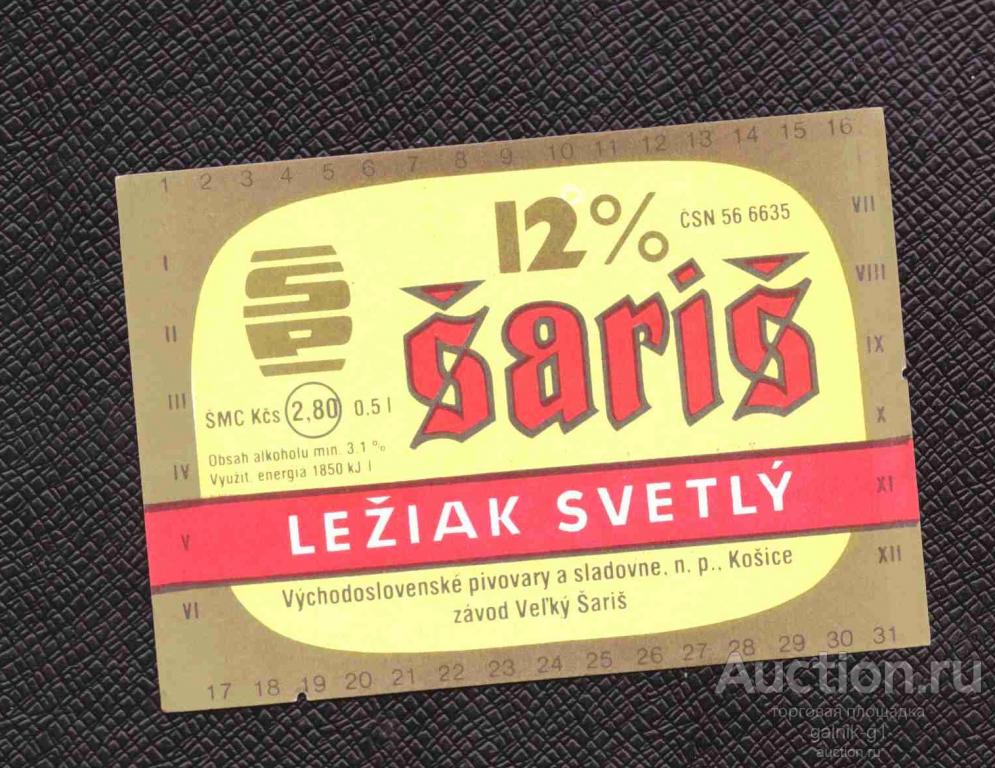 1 2 3 4 5 6 7 8 9 10 11 12 13 14 15 16
12% ČSN 56 6635
šariš
SP
ŠMC Kčs 2,80 0.5 l
Obsah alkoholu min. 3.1 %
Využit. energia 1850 kJ l
LEŽIAK SVETLÝ
Východoslovenské pivovary a sladovne, n. p., Košice
závod Veľký Šariš
I
II
III
IV
V
VI
VII
VIII
IX
X
XI
XII
17 18 19 20 21 22 23 24 25 26 27 28 29 30 31
Auction.ru
торговая площадка
galnik-g1
auction.ru